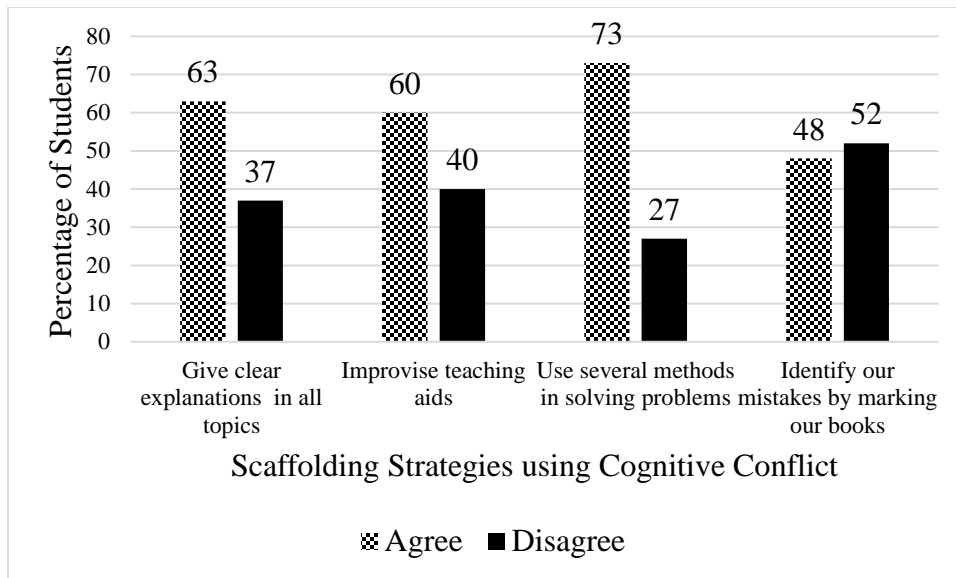 80
70
60
50
40
30
20
10
0
Percentage of Students
63
37
60
40
73
27
48
52
Give clear
explanations in all
topics
Improvise teaching
aids
Use several methods
in solving problems
Identify our
mistakes by marking
our books
Scaffolding Strategies using Cognitive Conflict
Agree Disagree